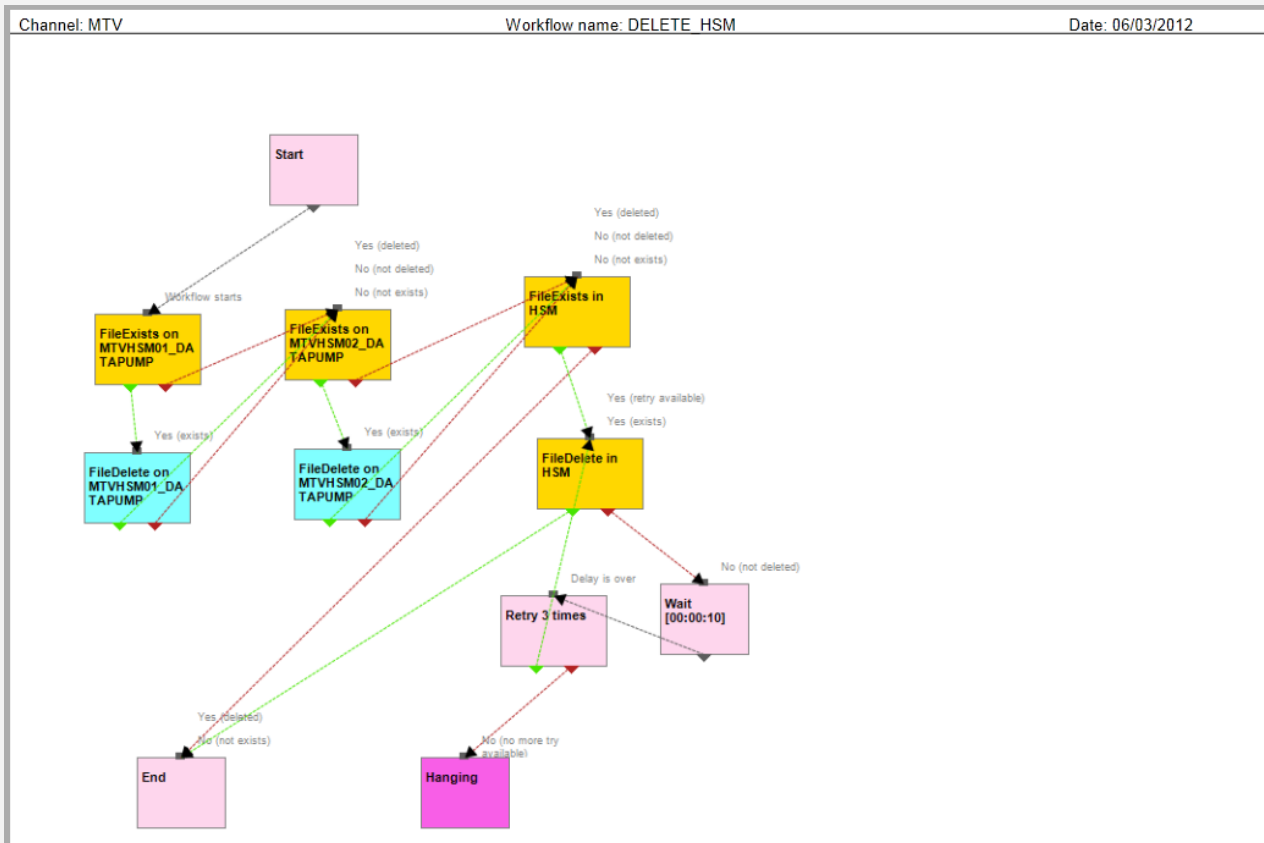 Channel: MTV
Workflow name: DELETE_HSM
Date: 06/03/2012
Start
Yes (deleted)
No (not deleted)
No (not exists)
Yes (deleted)
No (not deleted)
No (not exists)
Workflow starts
FileExists on
MTVHSM01_DA
TAPUMP
FileExists on
MTVHSM02_DA
TAPUMP
FileExists in
HSM
Yes (retry available)
Yes (exists)
Yes (exists)
Yes (exists)
FileDelete on
MTVHSM01_DA
TAPUMP
FileDelete on
MTVHSM02_DA
TAPUMP
FileDelete in
HSM
No (not deleted)
Delay is over
Retry 3 times
Wait
[00:00:10]
Yes (deleted)
No (not exists)
No (no more try
available)
End
Hanging